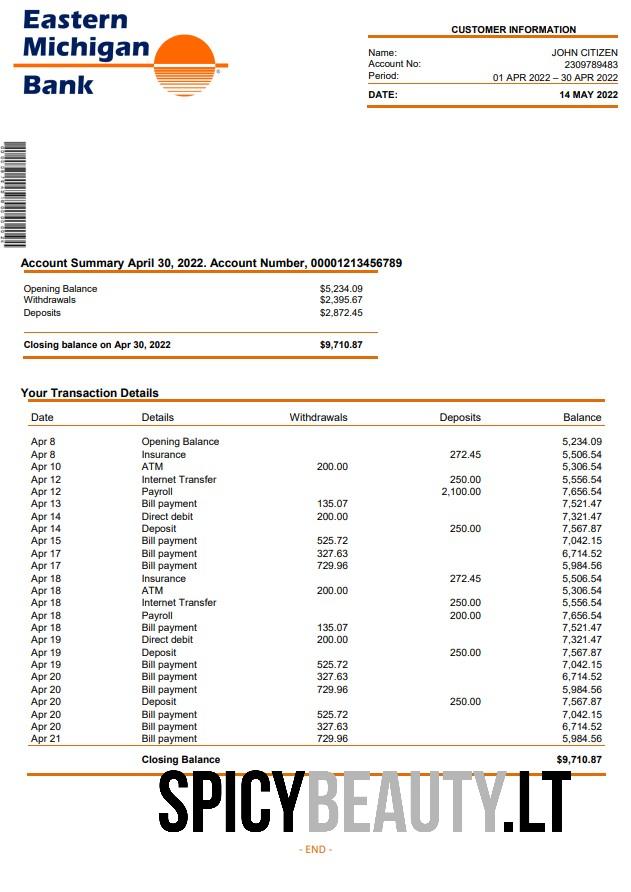 Eastern
Michigan
Bank
CUSTOMER INFORMATION
Name: JOHN CITIZEN
Account No: 2309789483
Period: 01 APR 2022 – 30 APR 2022
DATE: 14 MAY 2022
Account Summary April 30, 2022. Account Number, 00001213456789
Opening Balance $5,234.09
Withdrawals $2,395.67
Deposits $2,872.45
Closing balance on Apr 30, 2022 $9,710.87
Your Transaction Details
Date Details Withdrawals Deposits Balance
Apr 8 Opening Balance 5,234.09
Apr 8 Insurance 272.45 5,506.54
Apr 10 ATM 200.00 5,306.54
Apr 12 Internet Transfer 250.00 5,556.54
Apr 12 Payroll 2,100.00 7,656.54
Apr 13 Bill payment 135.07 7,521.47
Apr 14 Direct debit 200.00 7,321.47
Apr 14 Deposit 250.00 7,567.87
Apr 15 Bill payment 525.72 7,042.15
Apr 17 Bill payment 327.63 6,714.52
Apr 17 Bill payment 729.96 5,984.56
Apr 18 Insurance 272.45 5,506.54
Apr 18 ATM 200.00 5,306.54
Apr 18 Internet Transfer 250.00 5,556.54
Apr 18 Payroll 200.00 7,656.54
Apr 18 Bill payment 135.07 7,521.47
Apr 19 Direct debit 200.00 7,321.47
Apr 19 Deposit 250.00 7,567.87
Apr 19 Bill payment 525.72 7,042.15
Apr 20 Bill payment 327.63 6,714.52
Apr 20 Bill payment 729.96 5,984.56
Apr 20 Deposit 250.00 7,567.87
Apr 20 Bill payment 525.72 7,042.15
Apr 20 Bill payment 327.63 6,714.52
Apr 21 Bill payment 729.96 5,984.56
Closing Balance $9,710.87
SPICYBEAUTY.LT
- END -